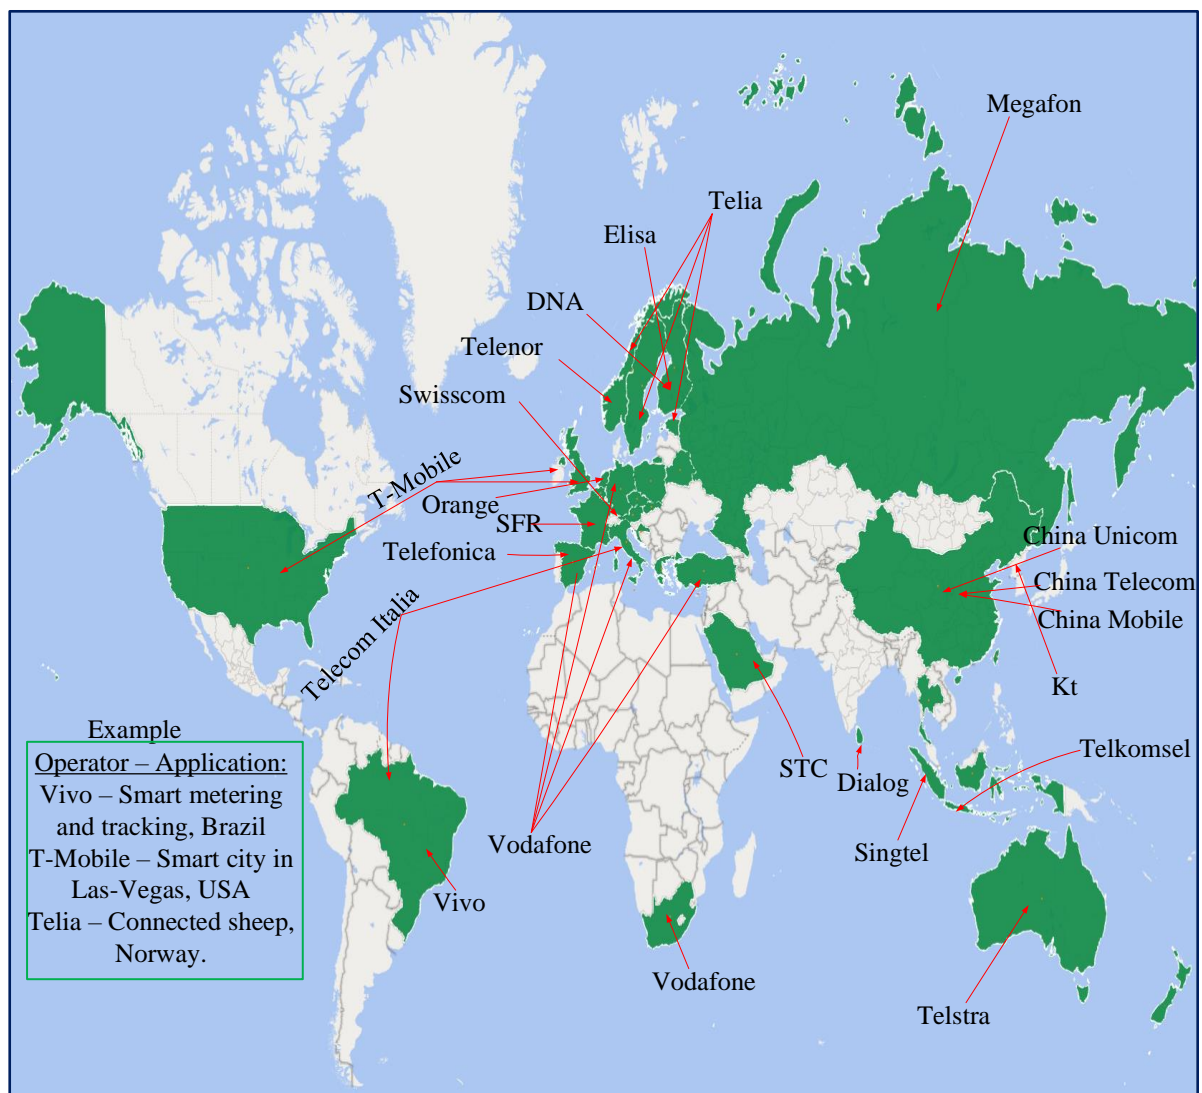 Megafon
Telia
Elisa
DNA
Telenor
Swisscom
T-Mobile
Orange
SFR
Telefonica
Telecom Italia
China Unicom
China Telecom
China Mobile
Kt
STC
Dialog
Telkomsel
Singtel
Vodafone
Vivo
Vodafone
Telstra
Example
Operator – Application:
Vivo – Smart metering
and tracking, Brazil
T-Mobile – Smart city in
Las-Vegas, USA
Telia – Connected sheep,
Norway.